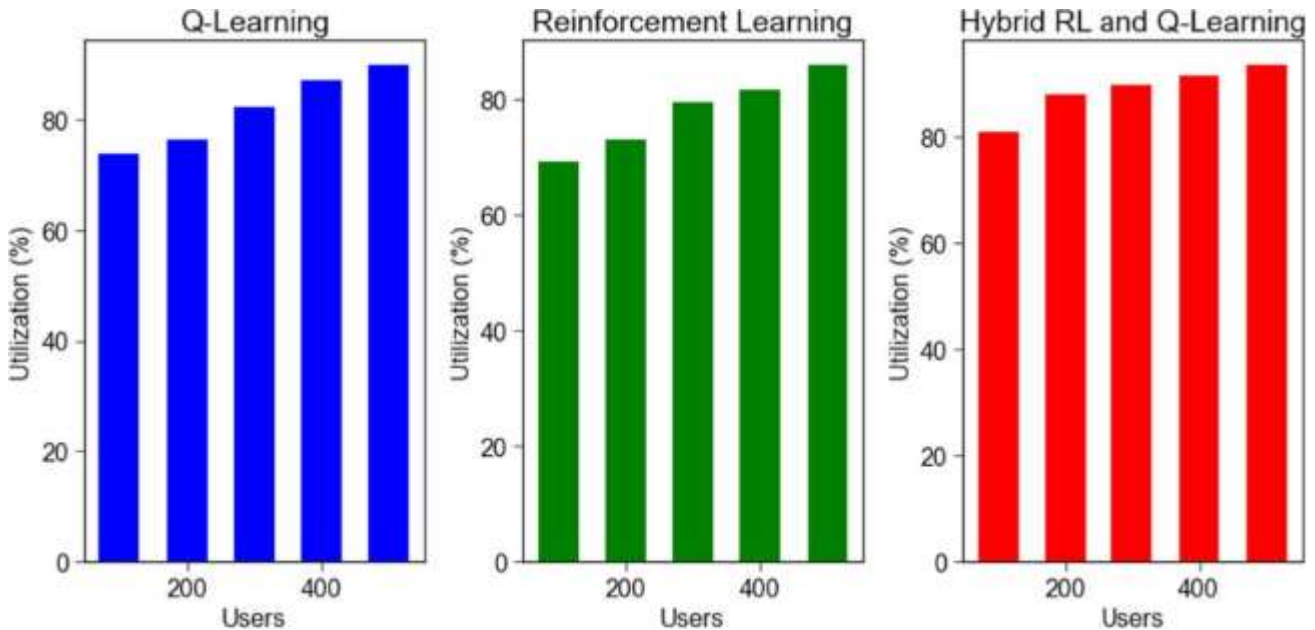 Q-Learning
Utilization (%)
80
60
40
20
0
200 400
Users
Reinforcement Learning
Utilization (%)
80
60
40
20
0
200 400
Users
Hybrid RL and Q-Learning
Utilization (%)
80
60
40
20
0
200 400
Users